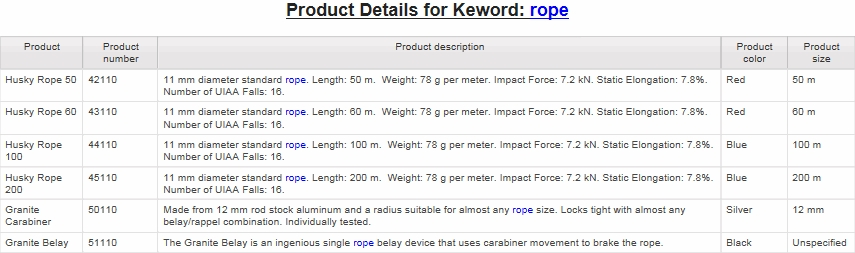 Product Details for Keword: rope
Product Product number Product description Product color Product size
Husky Rope 50 42110 11 mm diameter standard rope. Length: 50 m. Weight: 78 g per meter. Impact Force: 7.2 kN. Static Elongation: 7.8%. Number of UIAA Falls: 16. Red 50 m
Husky Rope 60 43110 11 mm diameter standard rope. Length: 60 m. Weight: 78 g per meter. Impact Force: 7.2 kN. Static Elongation: 7.8%. Number of UIAA Falls: 16. Red 60 m
Husky Rope 100 44110 11 mm diameter standard rope. Length: 100 m. Weight: 78 g per meter. Impact Force: 7.2 kN. Static Elongation: 7.8%. Number of UIAA Falls: 16. Blue 100 m
Husky Rope 200 45110 11 mm diameter standard rope. Length: 200 m. Weight: 78 g per meter. Impact Force: 7.2 kN. Static Elongation: 7.8%. Number of UIAA Falls: 16. Blue 200 m
Granite Carabiner 50110 Made from 12 mm rod stock aluminum and a radius suitable for almost any rope size. Locks tight with almost any belay/rappel combination. Individually tested. Silver 12 mm
Granite Belay 51110 The Granite Belay is an ingenious single rope belay device that uses carabiner movement to brake the rope. Black Unspecified